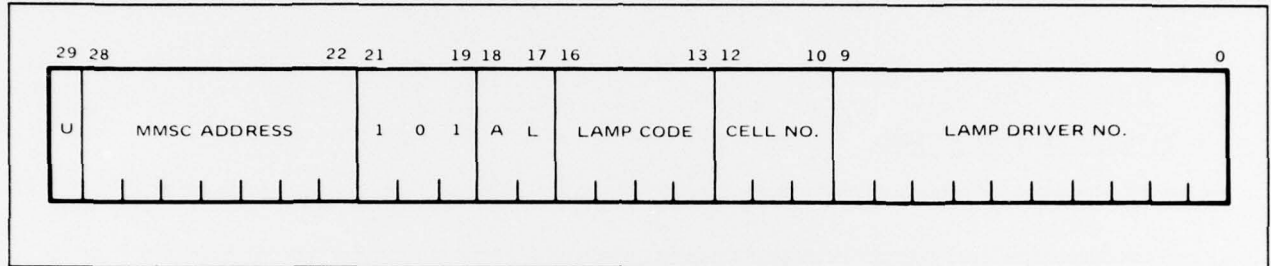 29 28 22 21 19 18 17 16 13 12 10 9 0
U MMSC ADDRESS 1 0 1 A L LAMP CODE CELL NO. LAMP DRIVER NO.